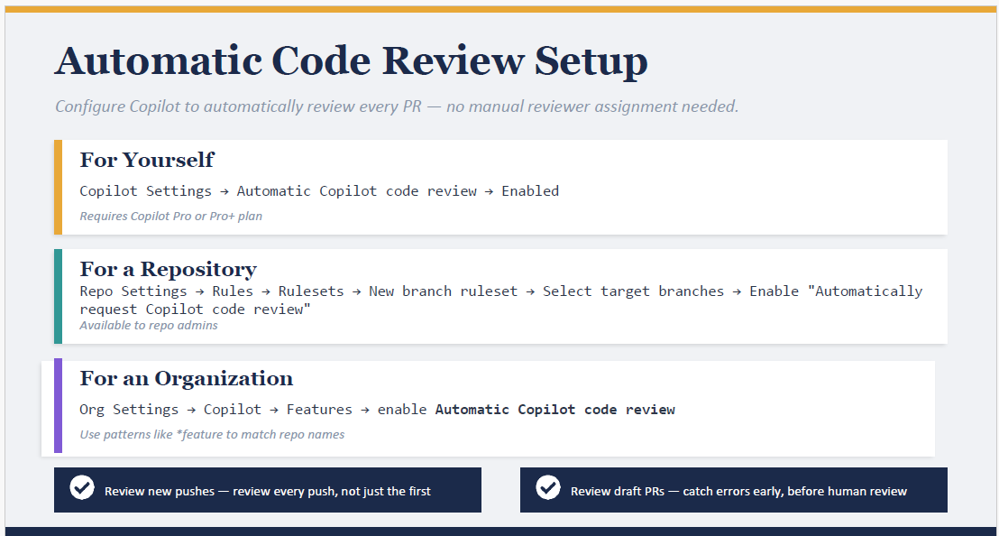 Automatic Code Review Setup
Configure Copilot to automatically review every PR — no manual reviewer assignment needed.
For Yourself
Copilot Settings → Automatic Copilot code review → Enabled
Requires Copilot Pro or Pro+ plan
For a Repository
Repo Settings → Rules → Rulesets → New branch ruleset → Select target branches → Enable "Automatically
request Copilot code review"
Available to repo admins
For an Organization
Org Settings → Copilot → Features → enable Automatic Copilot code review
Use patterns like *feature to match repo names
Review new pushes — review every push, not just the first
Review draft PRs — catch errors early, before human review